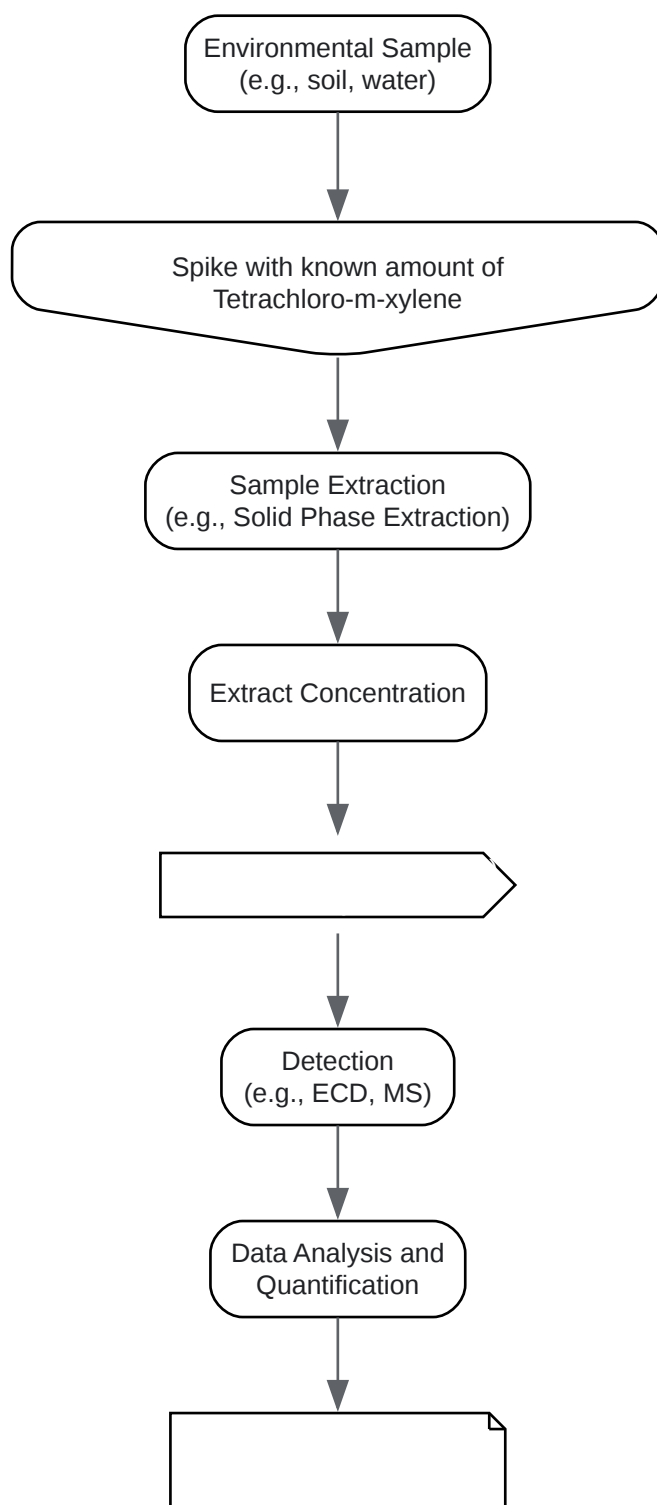 Environmental Sample
(e.g., soil, water)
Spike with known amount of
Tetrachloro-m-xylene
Sample Extraction
(e.g., Solid Phase Extraction)
Extract Concentration
Detection
(e.g., ECD, MS)
Data Analysis and
Quantification